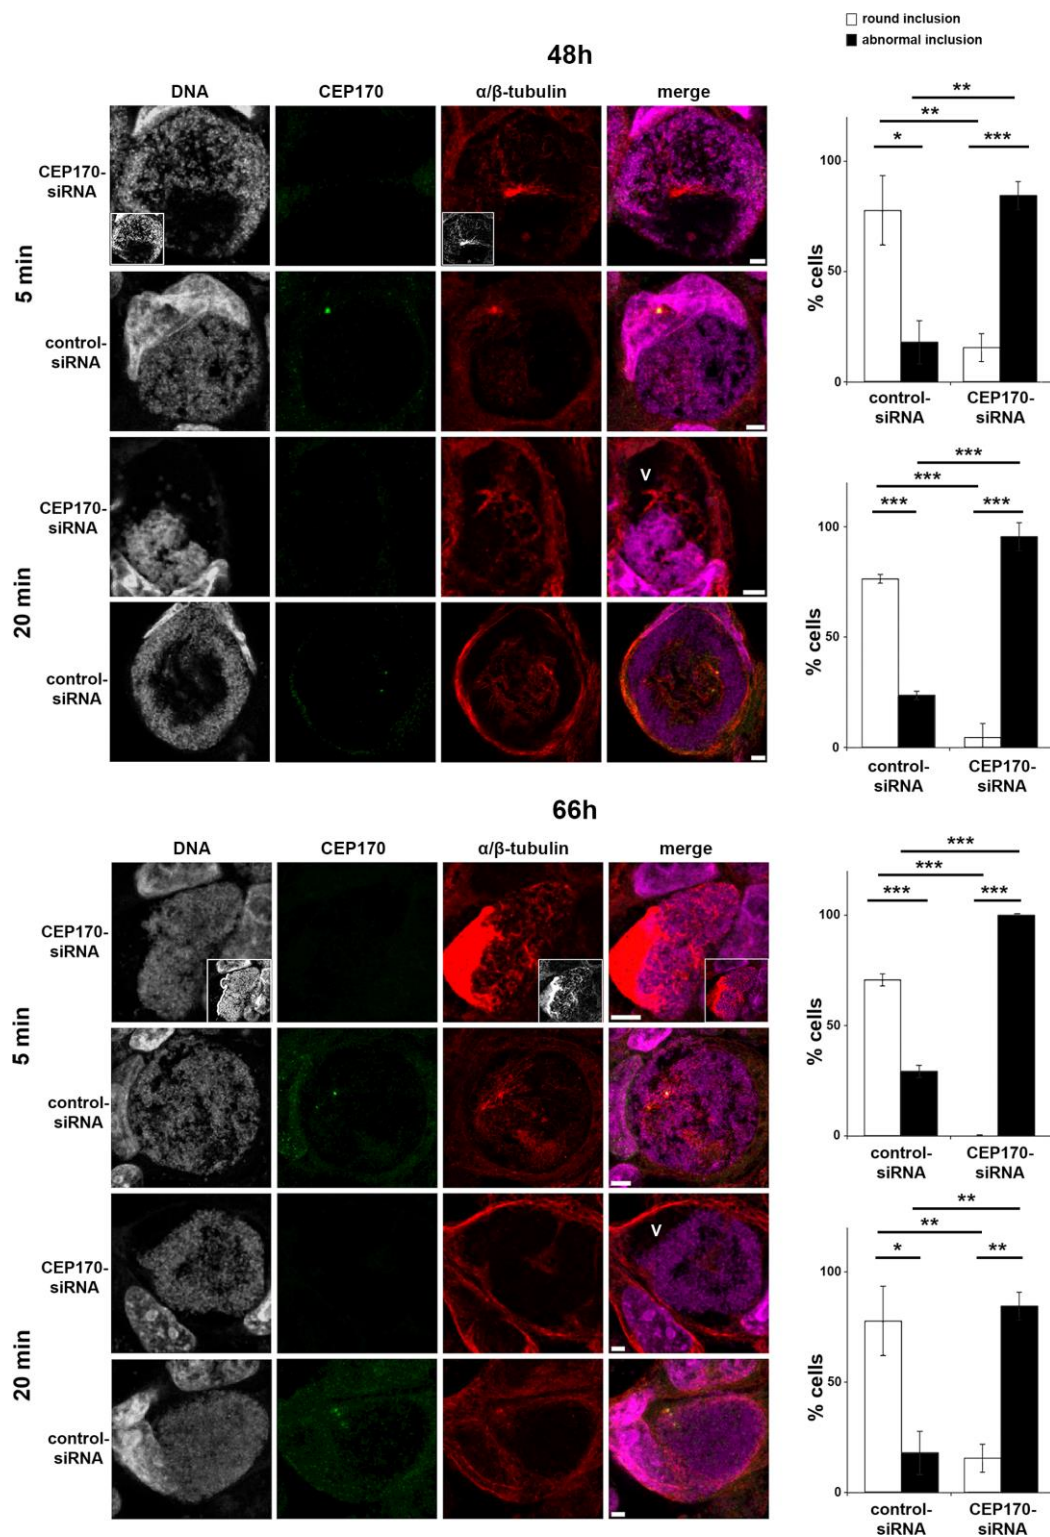 round inclusion
abnormal inclusion
48h
DNA
CEP170
α/β-tubulin
merge
5 min
CEP170-
siRNA
control-
siRNA
20 min
CEP170-
siRNA
V
control-
siRNA
% cells
100
50
0
**
**
*
***
control-
siRNA
CEP170-
siRNA
% cells
100
50
0
***
***
***
***
control-
siRNA
CEP170-
siRNA
66h
DNA
CEP170
α/β-tubulin
merge
5 min
CEP170-
siRNA
control-
siRNA
20 min
CEP170-
siRNA
V
control-
siRNA
% cells
100
50
0
***
***
***
***
control-
siRNA
CEP170-
siRNA
% cells
100
50
0
**
**
*
**
control-
siRNA
CEP170-
siRNA